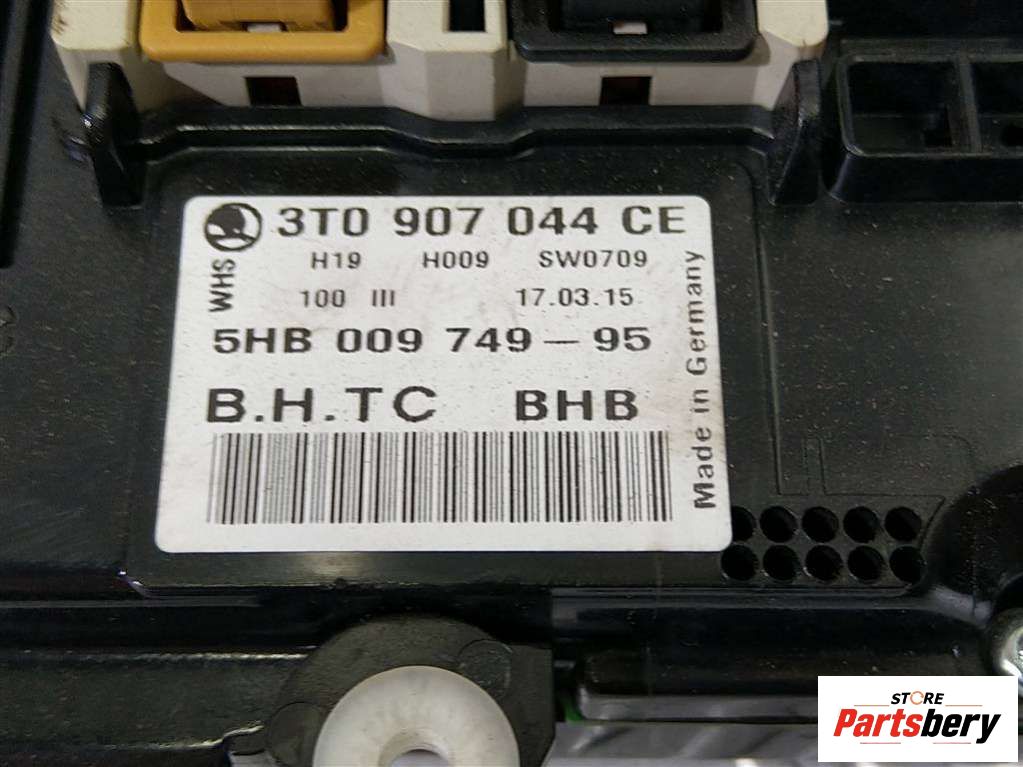 3T0 907 044 CE
H19 H009 SW0709
WHS
100 III 17.03.15
5HB 009 749 – 95
B.H.TC BHB
Made in Germany
STORE
Partsbery